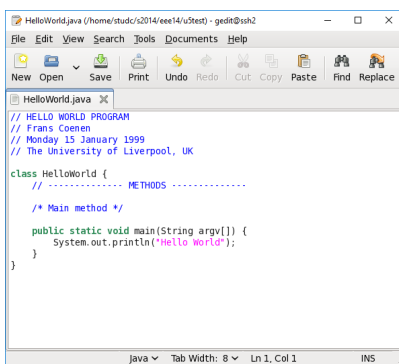 HelloWorld.java (/home/studc/s2014/eee14/u5test) - gedit@ssh2
File Edit View Search Tools Documents Help
New Open Save Print Undo Redo Cut Copy Paste Find Replace
HelloWorld.java
// HELLO WORLD PROGRAM
// Frans Coenen
// Monday 15 January 1999
// The University of Liverpool, UK
class HelloWorld {
    // -------------- METHODS --------------
    /* Main method */
    public static void main(String argv[]) {
        System.out.println("Hello World");
    }
}
Java Tab Width: 8 Ln 1, Col 1 INS